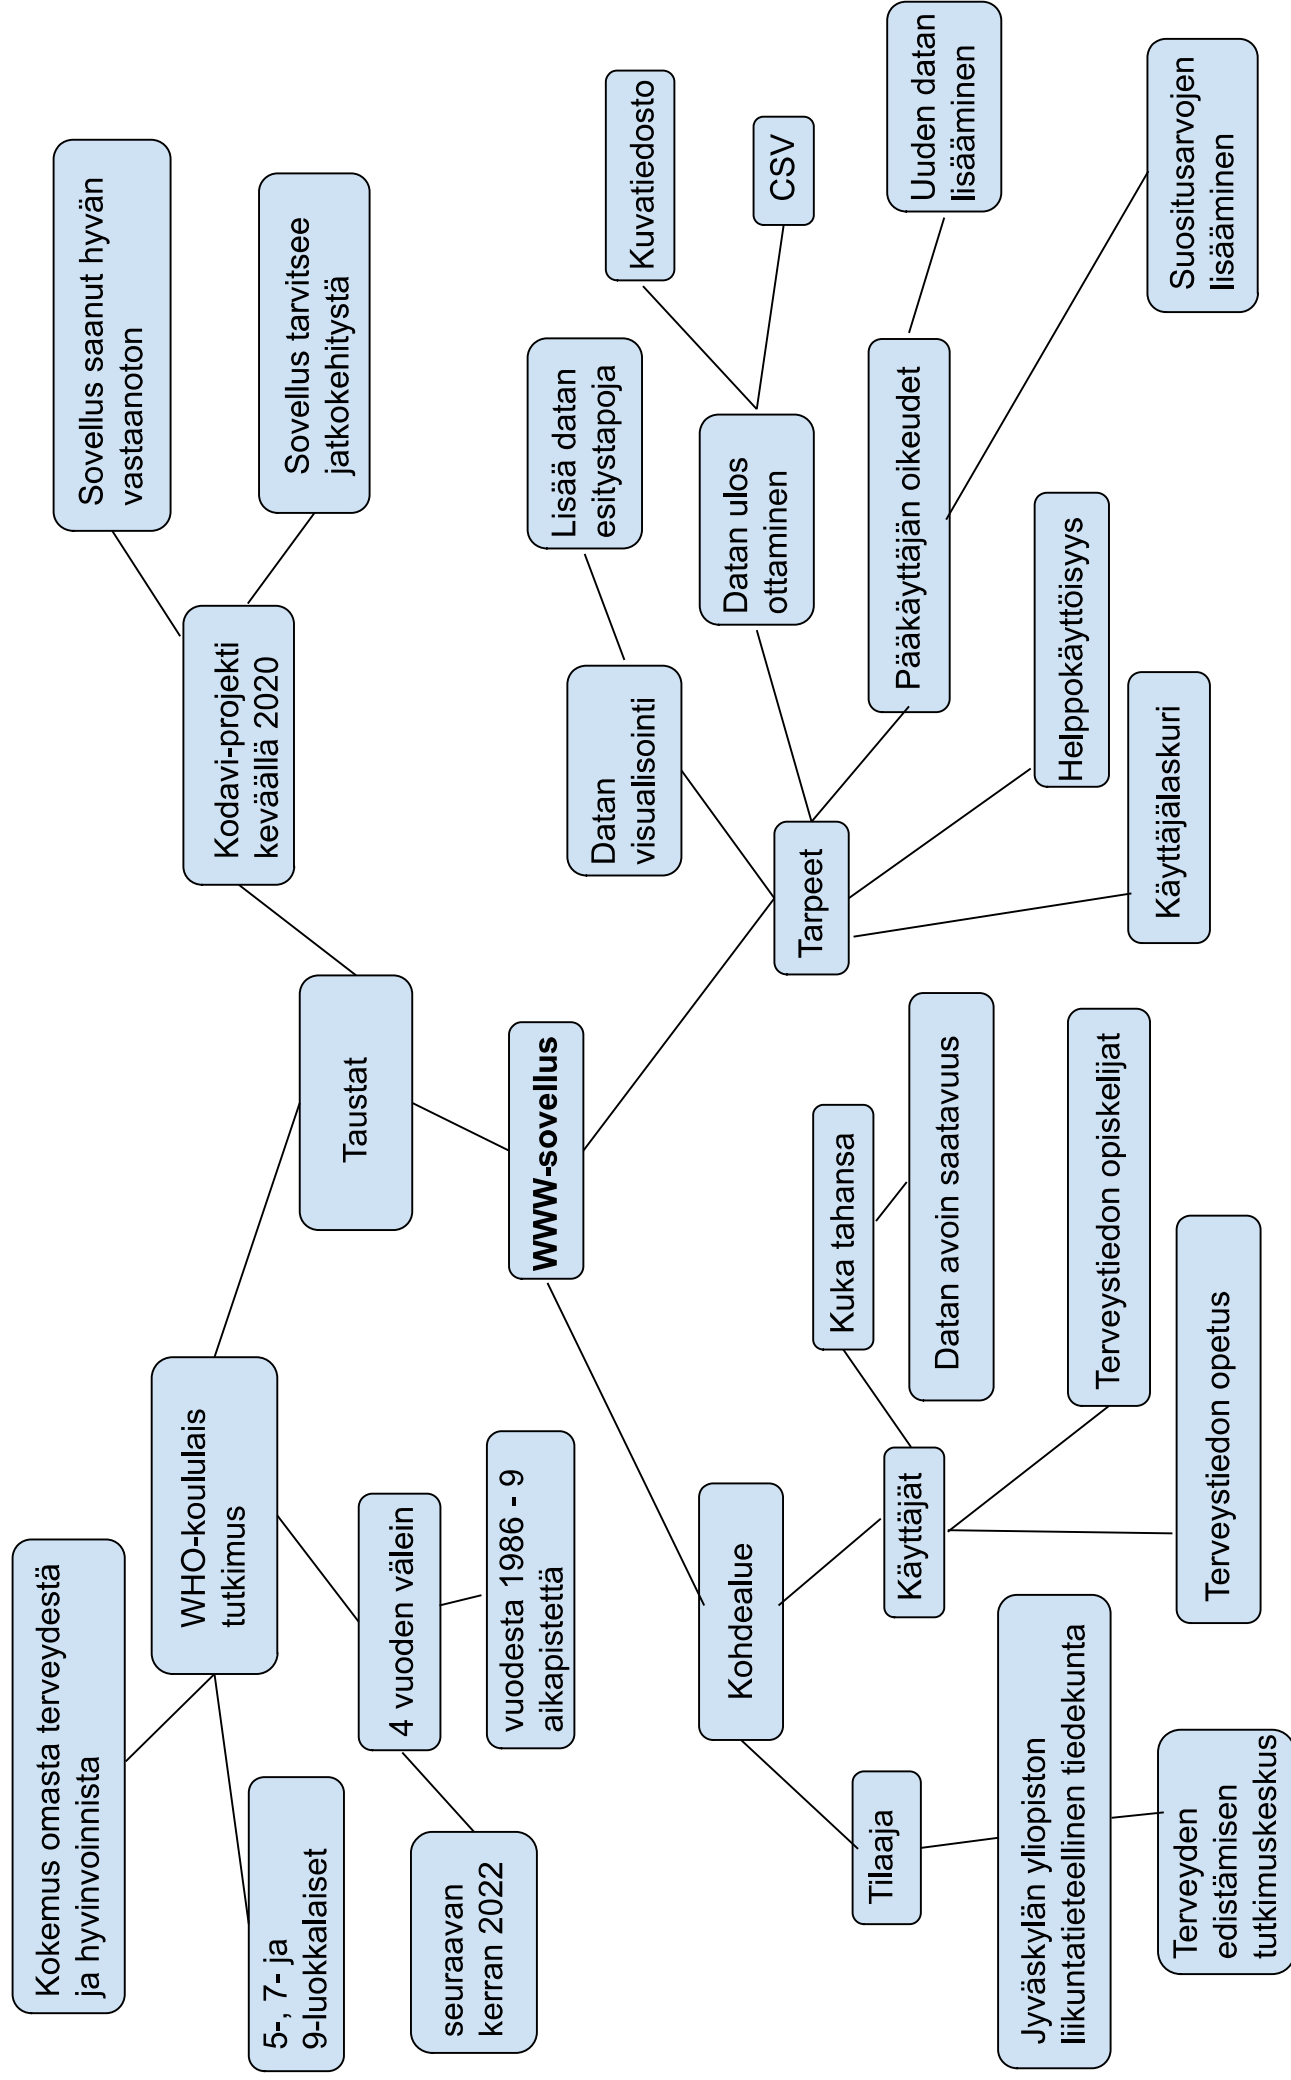 Kokemus omasta terveydestä
ja hyvinvoinnista
WHO-koululais
tutkimus
5-, 7- ja
9-luokkalaiset
4 vuoden välein
seuraavan
kerran 2022
vuodesta 1986 - 9
aikapistettä
Taustat
Kodavi-projekti
keväällä 2020
Sovellus saanut hyvän
vastaanoton
Sovellus tarvitsee
jatkokehitystä
WWW-sovellus
Kohdealue
Tilaaja
Jyväskylän yliopiston
liikuntatieteellinen tiedekunta
Terveyden
edistämisen
tutkimuskeskus
Käyttäjät
Kuka tahansa
Datan avoin saatavuus
Terveystiedon opiskelijat
Terveystiedon opetus
Tarpeet
Datan
visualisointi
Lisää datan
esitystapoja
Datan ulos
ottaminen
Kuvatiedosto
CSV
Pääkäyttäjän oikeudet
Uuden datan
lisääminen
Suositusarvojen
lisääminen
Helppokäyttöisyys
Käyttäjälaskuri